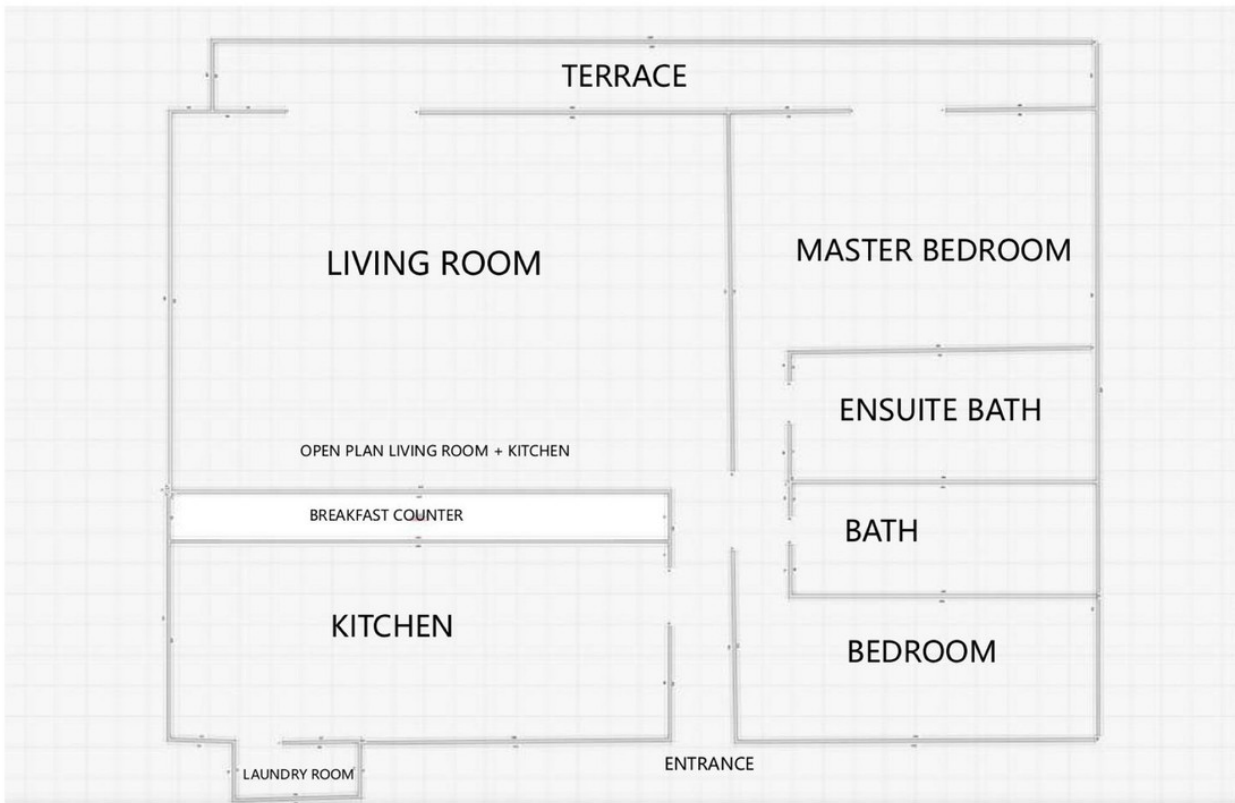 TERRACE
LIVING ROOM
MASTER BEDROOM
ENSUITE BATH
OPEN PLAN LIVING ROOM + KITCHEN
BREAKFAST COUNTER
BATH
KITCHEN
BEDROOM
ENTRANCE
LAUNDRY ROOM